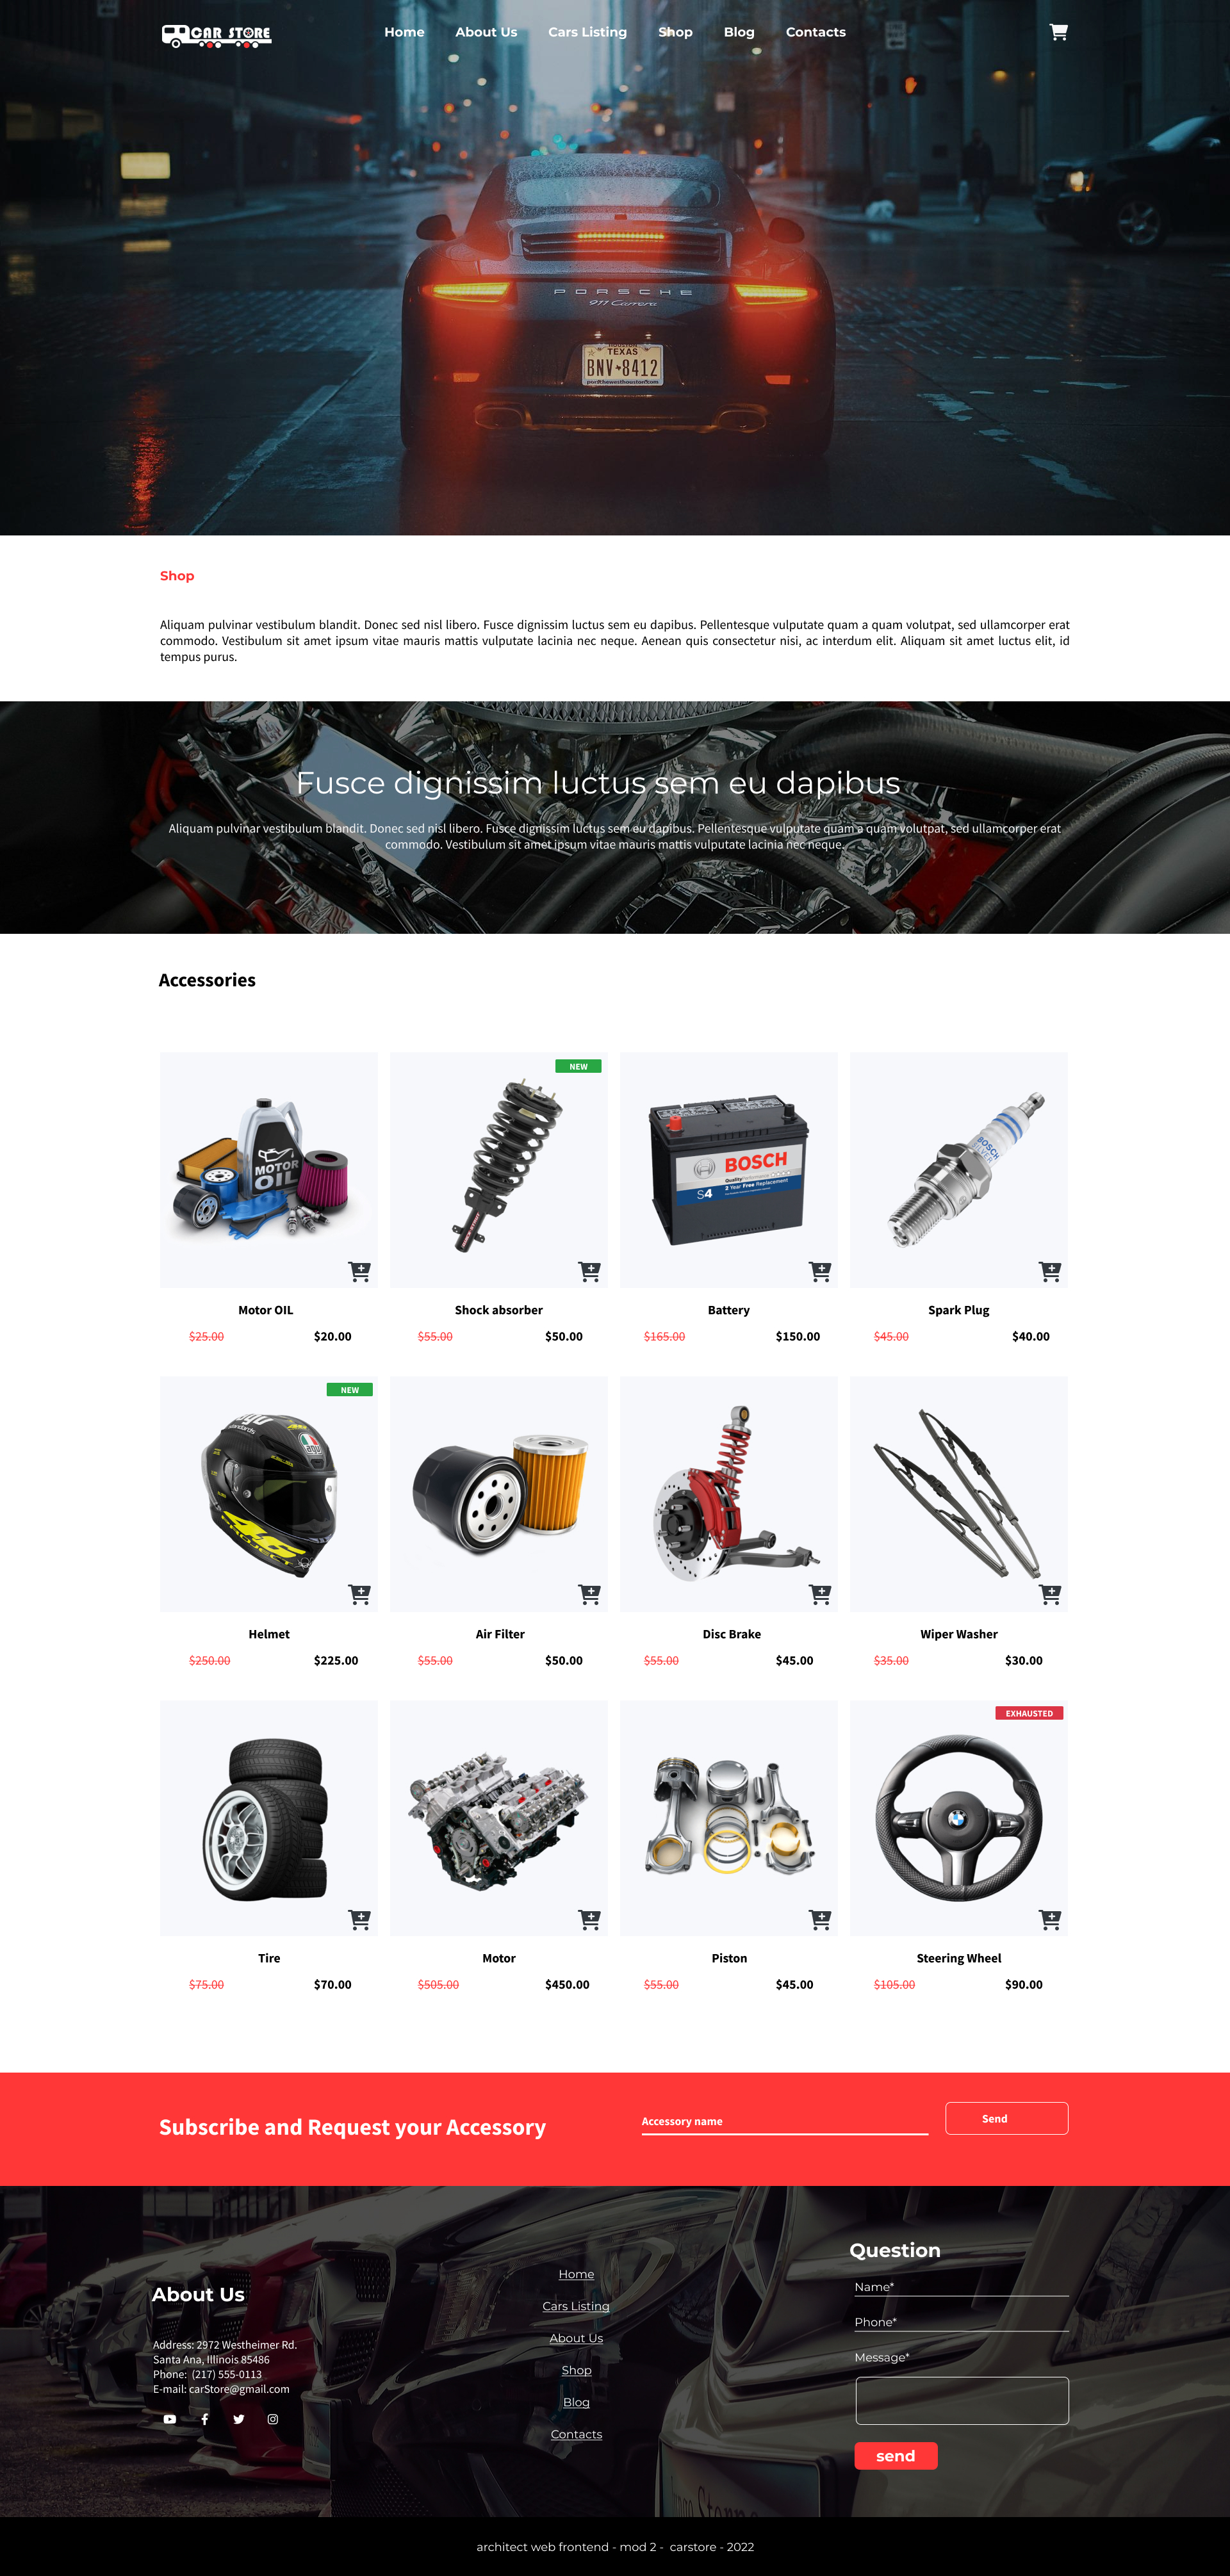 CAR STORE
Home About Us Cars Listing Shop Blog Contacts
PORSCHE
911 Carrera
TEXAS
BNV 8412
Shop
Aliquam pulvinar vestibulum blandit. Donec sed nisl libero. Fusce dignissim luctus sem eu dapibus. Pellentesque vulputate quam a quam volutpat, sed ullamcorper erat
commodo. Vestibulum sit amet ipsum vitae mauris mattis vulputate lacinia nec neque. Aenean quis consectetur nisi, ac interdum elit. Aliquam sit amet luctus elit, id
tempus purus.
Fusce dignissim luctus sem eu dapibus
Aliquam pulvinar vestibulum blandit. Donec sed nisl libero. Fusce dignissim luctus sem eu dapibus. Pellentesque vulputate quam a quam volutpat, sed ullamcorper erat
commodo. Vestibulum sit amet ipsum vitae mauris mattis vulputate lacinia nec neque.
Accessories
NEW
MOTOR
OIL
BOSCH
S4
2 Year Free Replacement
BOSCH
Motor OIL Shock absorber Battery Spark Plug
$25.00 $20.00 $55.00 $50.00 $165.00 $150.00 $45.00 $40.00
NEW
46
PROJECT
Helmet Air Filter Disc Brake Wiper Washer
$250.00 $225.00 $55.00 $50.00 $55.00 $45.00 $35.00 $30.00
EXHAUSTED
Tire Motor Piston Steering Wheel
$75.00 $70.00 $505.00 $450.00 $55.00 $45.00 $105.00 $90.00
Subscribe and Request your Accessory
Accessory name
Send
About Us
Address: 2972 Westheimer Rd.
Santa Ana, Illinois 85486
Phone: (217) 555-0113
E-mail: carStore@gmail.com
Home
Cars Listing
About Us
Shop
Blog
Contacts
Question
Name*
Phone*
Message*
send
architect web frontend - mod 2 - carstore - 2022